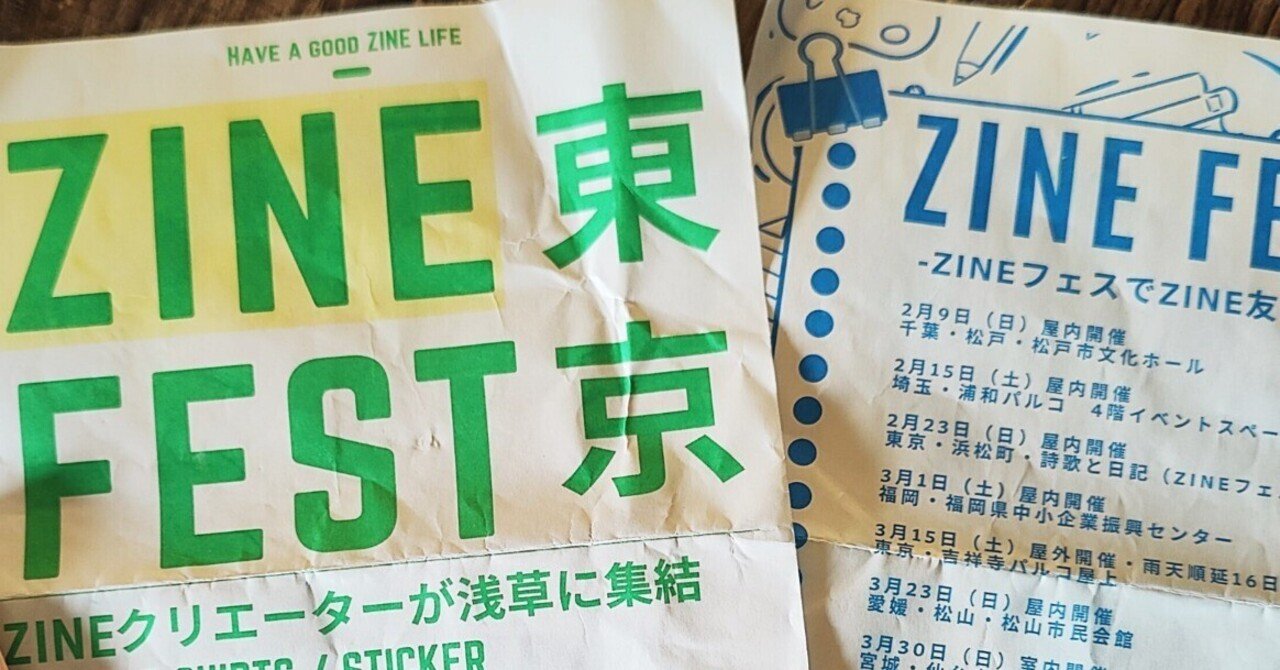 HAVE A GOOD ZINE LIFE
ZINE
FEST
東京
ZINEクリエーターが浅草に集結
/ STICKER
ZINE FE
-ZINEフェスでZINE友
2月9日(日)屋内開催
千葉・松戸・松戸市文化ホール
2月15日(土)屋内開催
埼玉・浦和パルコ 4階イベントスペー
2月23日(日)屋内開催
東京・浜松町・詩歌と日記(ZINEフェ
3月1日(土)屋内開催
福岡・福岡県中小企業振興センター
3月15日(土)屋外開催・雨天順延16日
東京・吉祥寺パルコ屋上
3月23日(日)屋内開催
愛媛・松山・松山市民会館
3月30日(日)室内開催
宮城・仙